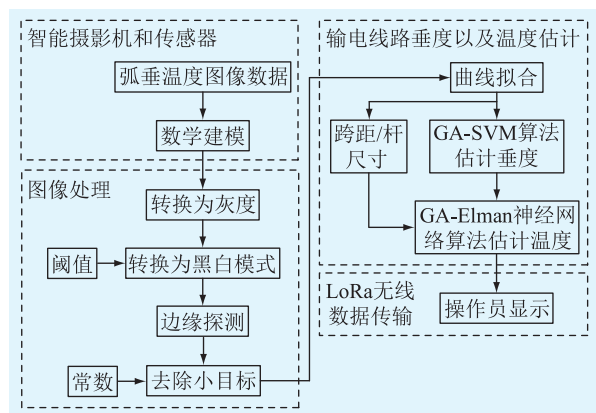 智能摄影机和传感器
弧垂温度图像数据
数学建模
图像处理
转换为灰度
阈值
转换为黑白模式
边缘探测
常数
去除小目标
输电线路垂度以及温度估计
曲线拟合
跨距/杆
尺寸
GA-SVM算法
估计垂度
GA-Elman神经网
络算法估计温度
LoRa无线
数据传输
操作员显示